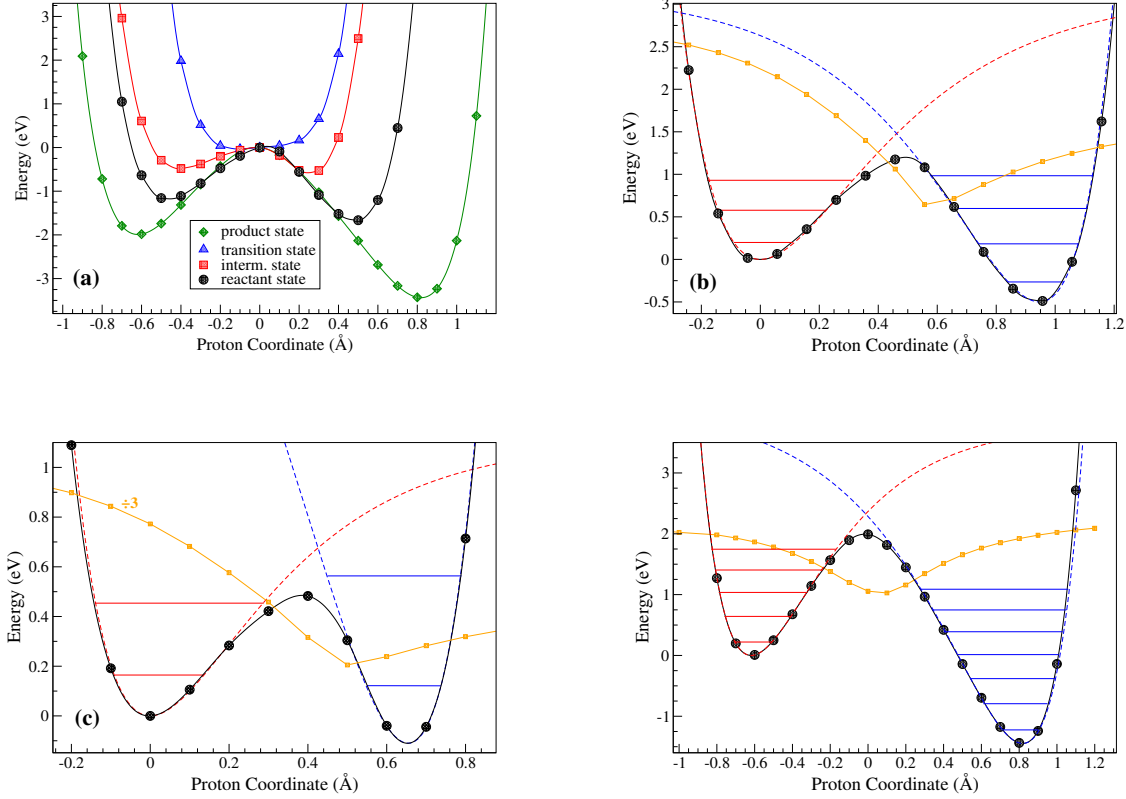 3
2
1
0
-1
-2
-3
Energy (eV)
product state
transition state
interm. state
reactant state
(a)
-1 -0.8 -0.6 -0.4 -0.2 0 0.2 0.4 0.6 0.8 1
Proton Coordinate (Å)
3
2.5
2
1.5
1
0.5
0
-0.5
Energy (eV)
(b)
-0.2 0 0.2 0.4 0.6 0.8 1 1.2
Proton Coordinate (Å)
1
0.8
0.6
0.4
0.2
0
Energy (eV)
÷3
(c)
-0.2 0 0.2 0.4 0.6 0.8
Proton Coordinate (Å)
3
2
1
0
-1
Energy (eV)
-1 -0.8 -0.6 -0.4 -0.2 0 0.2 0.4 0.6 0.8 1 1.2
Proton Coordinate (Å)